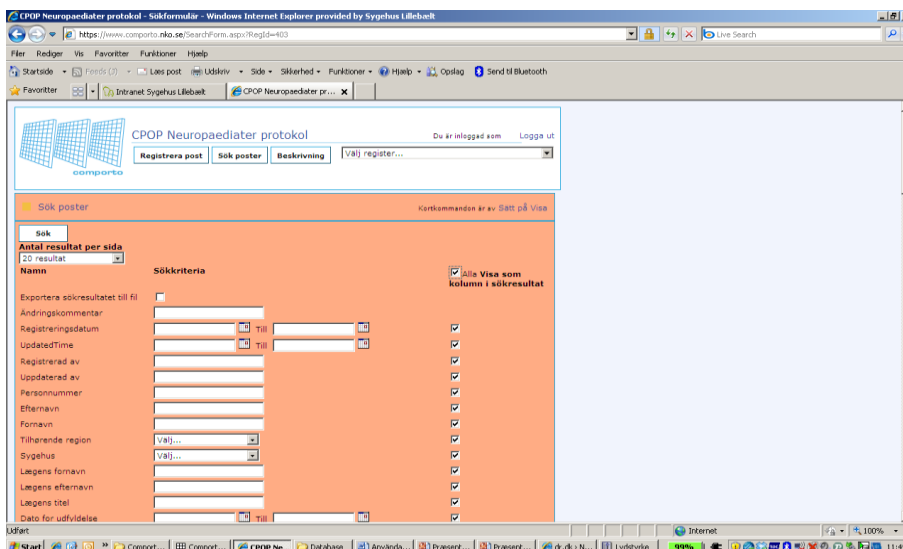 CPOP Neuropaediater protokol - Sökformulär - Windows Internet Explorer provided by Sygehus Lillebælt
https://www.comporto.nko.se/SearchForm.aspx?RegId=403
Live Search
Filer Rediger Vis Favoritter Funktioner Hjælp
Startside Feeds (J) Læs post Udskriv Side Sikkerhed Funktioner Hjælp Opslag Send til Bluetooth
Favoritter Intranet Sygehus Lillebælt CPOP Neuropaediater pr... X
CPOP Neuropaediater protokol
Du är inloggad som Logga ut
Registrera post Sök poster Beskrivning Välj register...
comporto
Sök poster
Kortkommandon är av Sätt på Visa
Sök
Antal resultat per sida
20 resultat
Namn Sökkriteria Alla Visa som
kolumn i sökresultat
Exportera sökresultatet till fil
Ändringskommentar
Registreringsdatum Till
UpdatedTime Till
Registrerad av
Uppdaterad av
Personnummer
Efternavn
Fornavn
Tilhørende region Välj...
Sygehus Välj...
Lægens fornavn
Lægens efternavn
Lægens titel
Dato for udfyldelse Till
Udført Internet 100%
Start Comport... Comport... CPOP Ne... Database Använda... Præsent... Præsent... dr.dk › N... Lydstyrke 99%